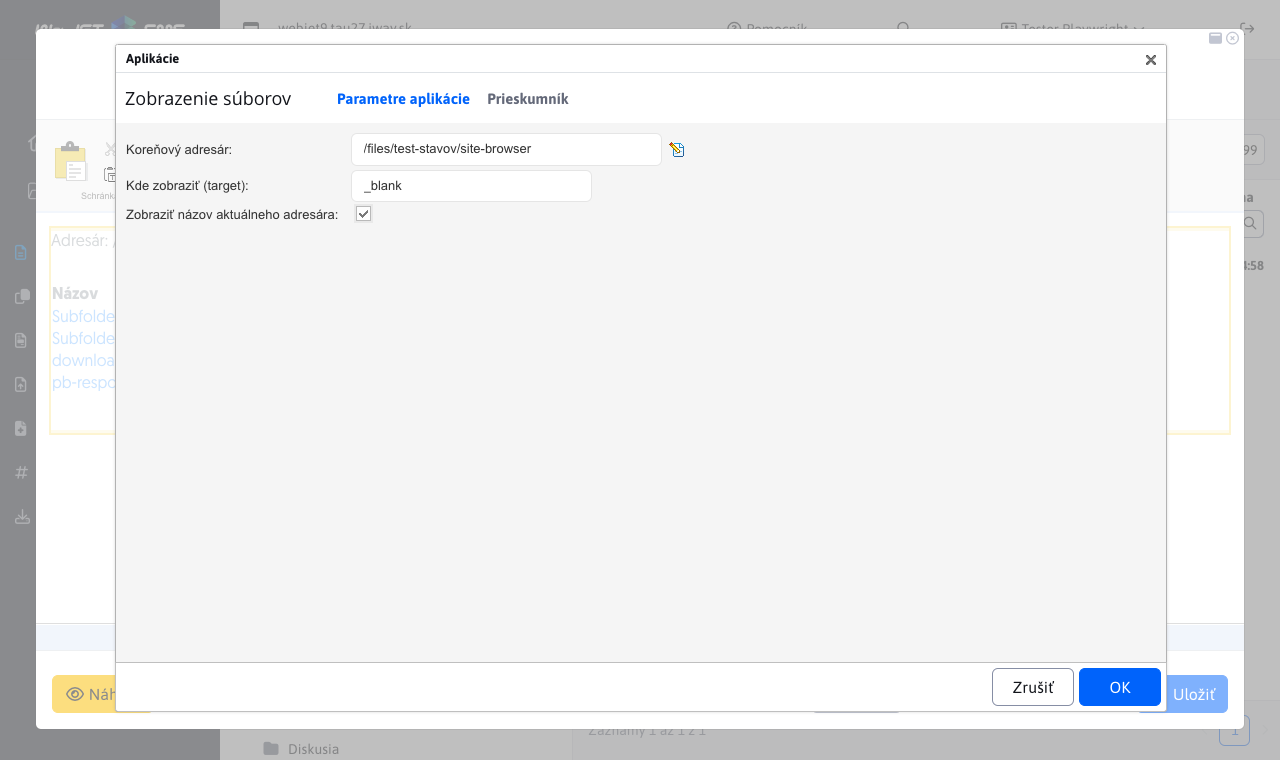 webjet9.tau27.iway.sk Pomocník Tester Playwright
Aplikácie
Zobrazenie súborov Parametre aplikácie Prieskumník
Koreňový adresár: /files/test-stavov/site-browser
Kde zobraziť (target): _blank
Zobraziť názov aktuálneho adresára:
Schránk
99
Adresár: /
Názov
Subfolde
Subfolde
downloa
pb-respo
4:58
Zrušiť OK
Náh Uložiť
Záznamy 1 až 1 z 1 1
Diskusia